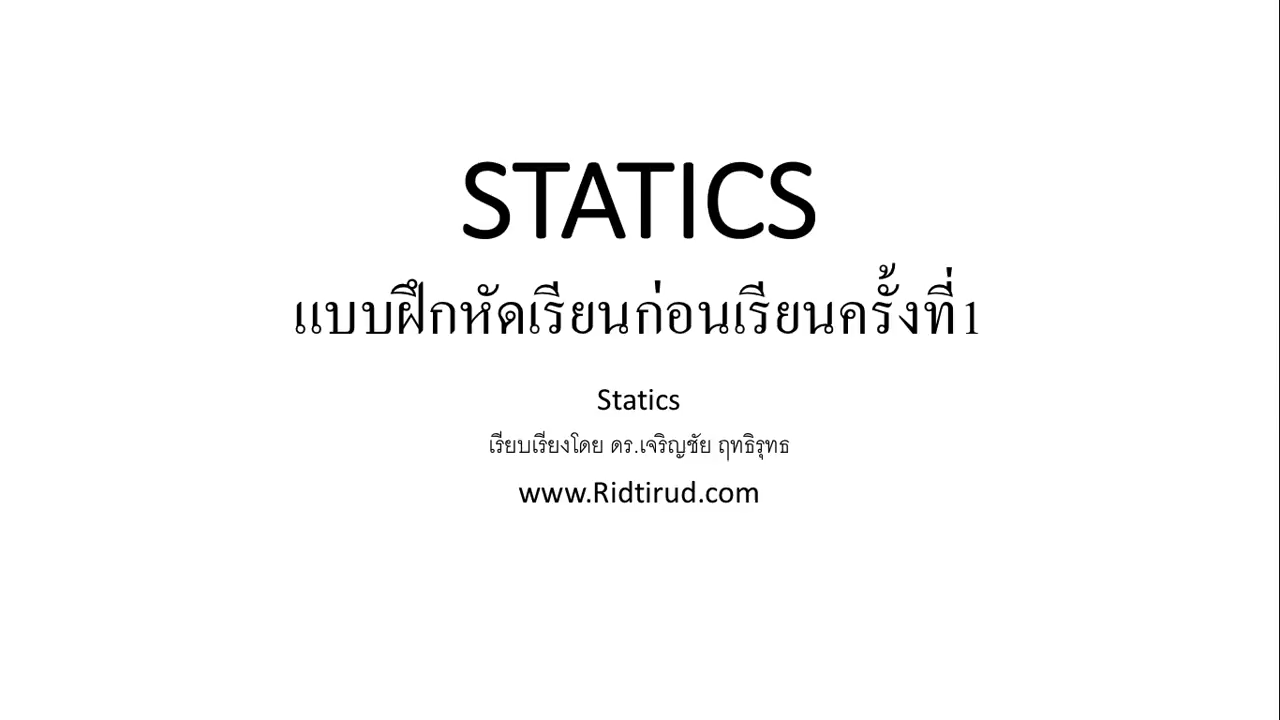 STATICS
แบบฝึกหัดเรียนก่อนเรียนครั้งที่1
Statics
เรียบเรียงโดย ดร.เจริญชัย ฤทธิรุทธ
www.Ridtirud.com